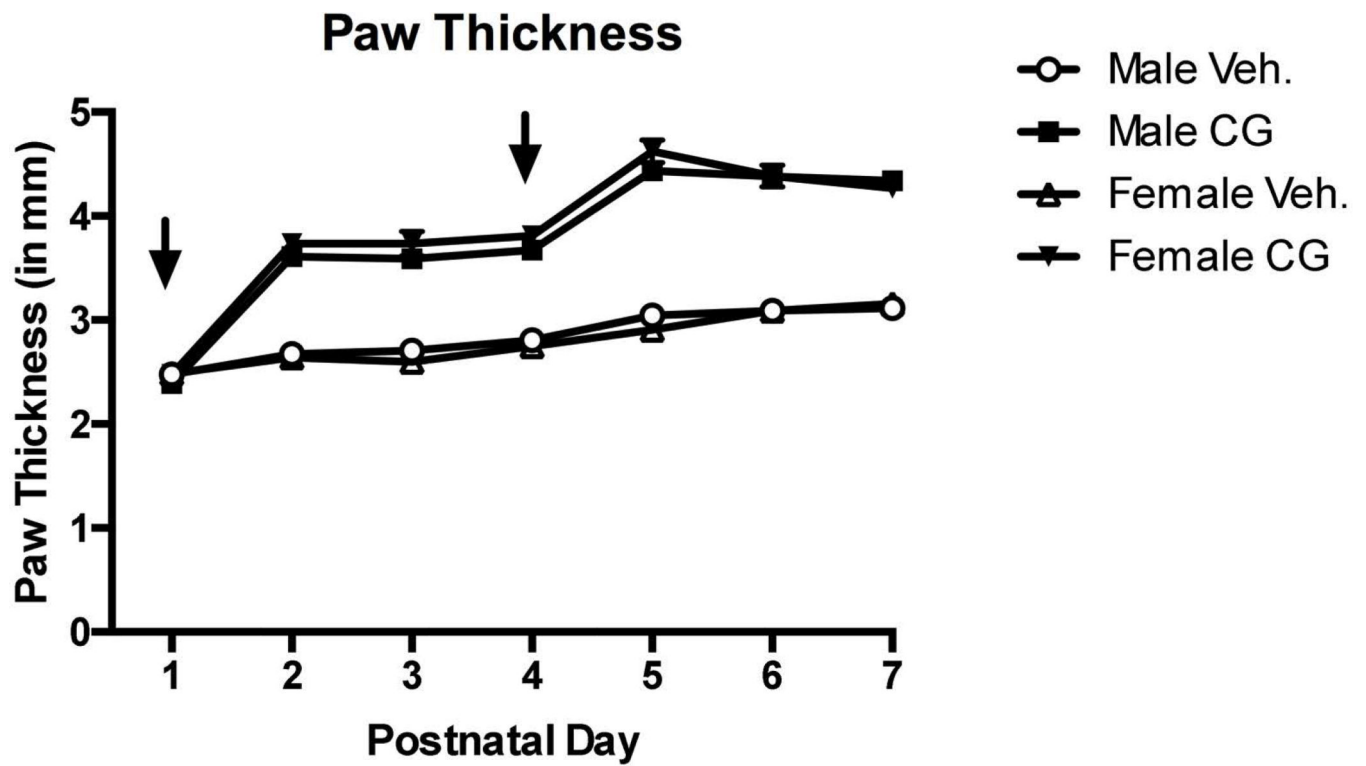 Paw Thickness
Male Veh.
Male CG
Female Veh.
Female CG
Paw Thickness (in mm)
5
4
3
2
1
0
1 2 3 4 5 6 7
Postnatal Day